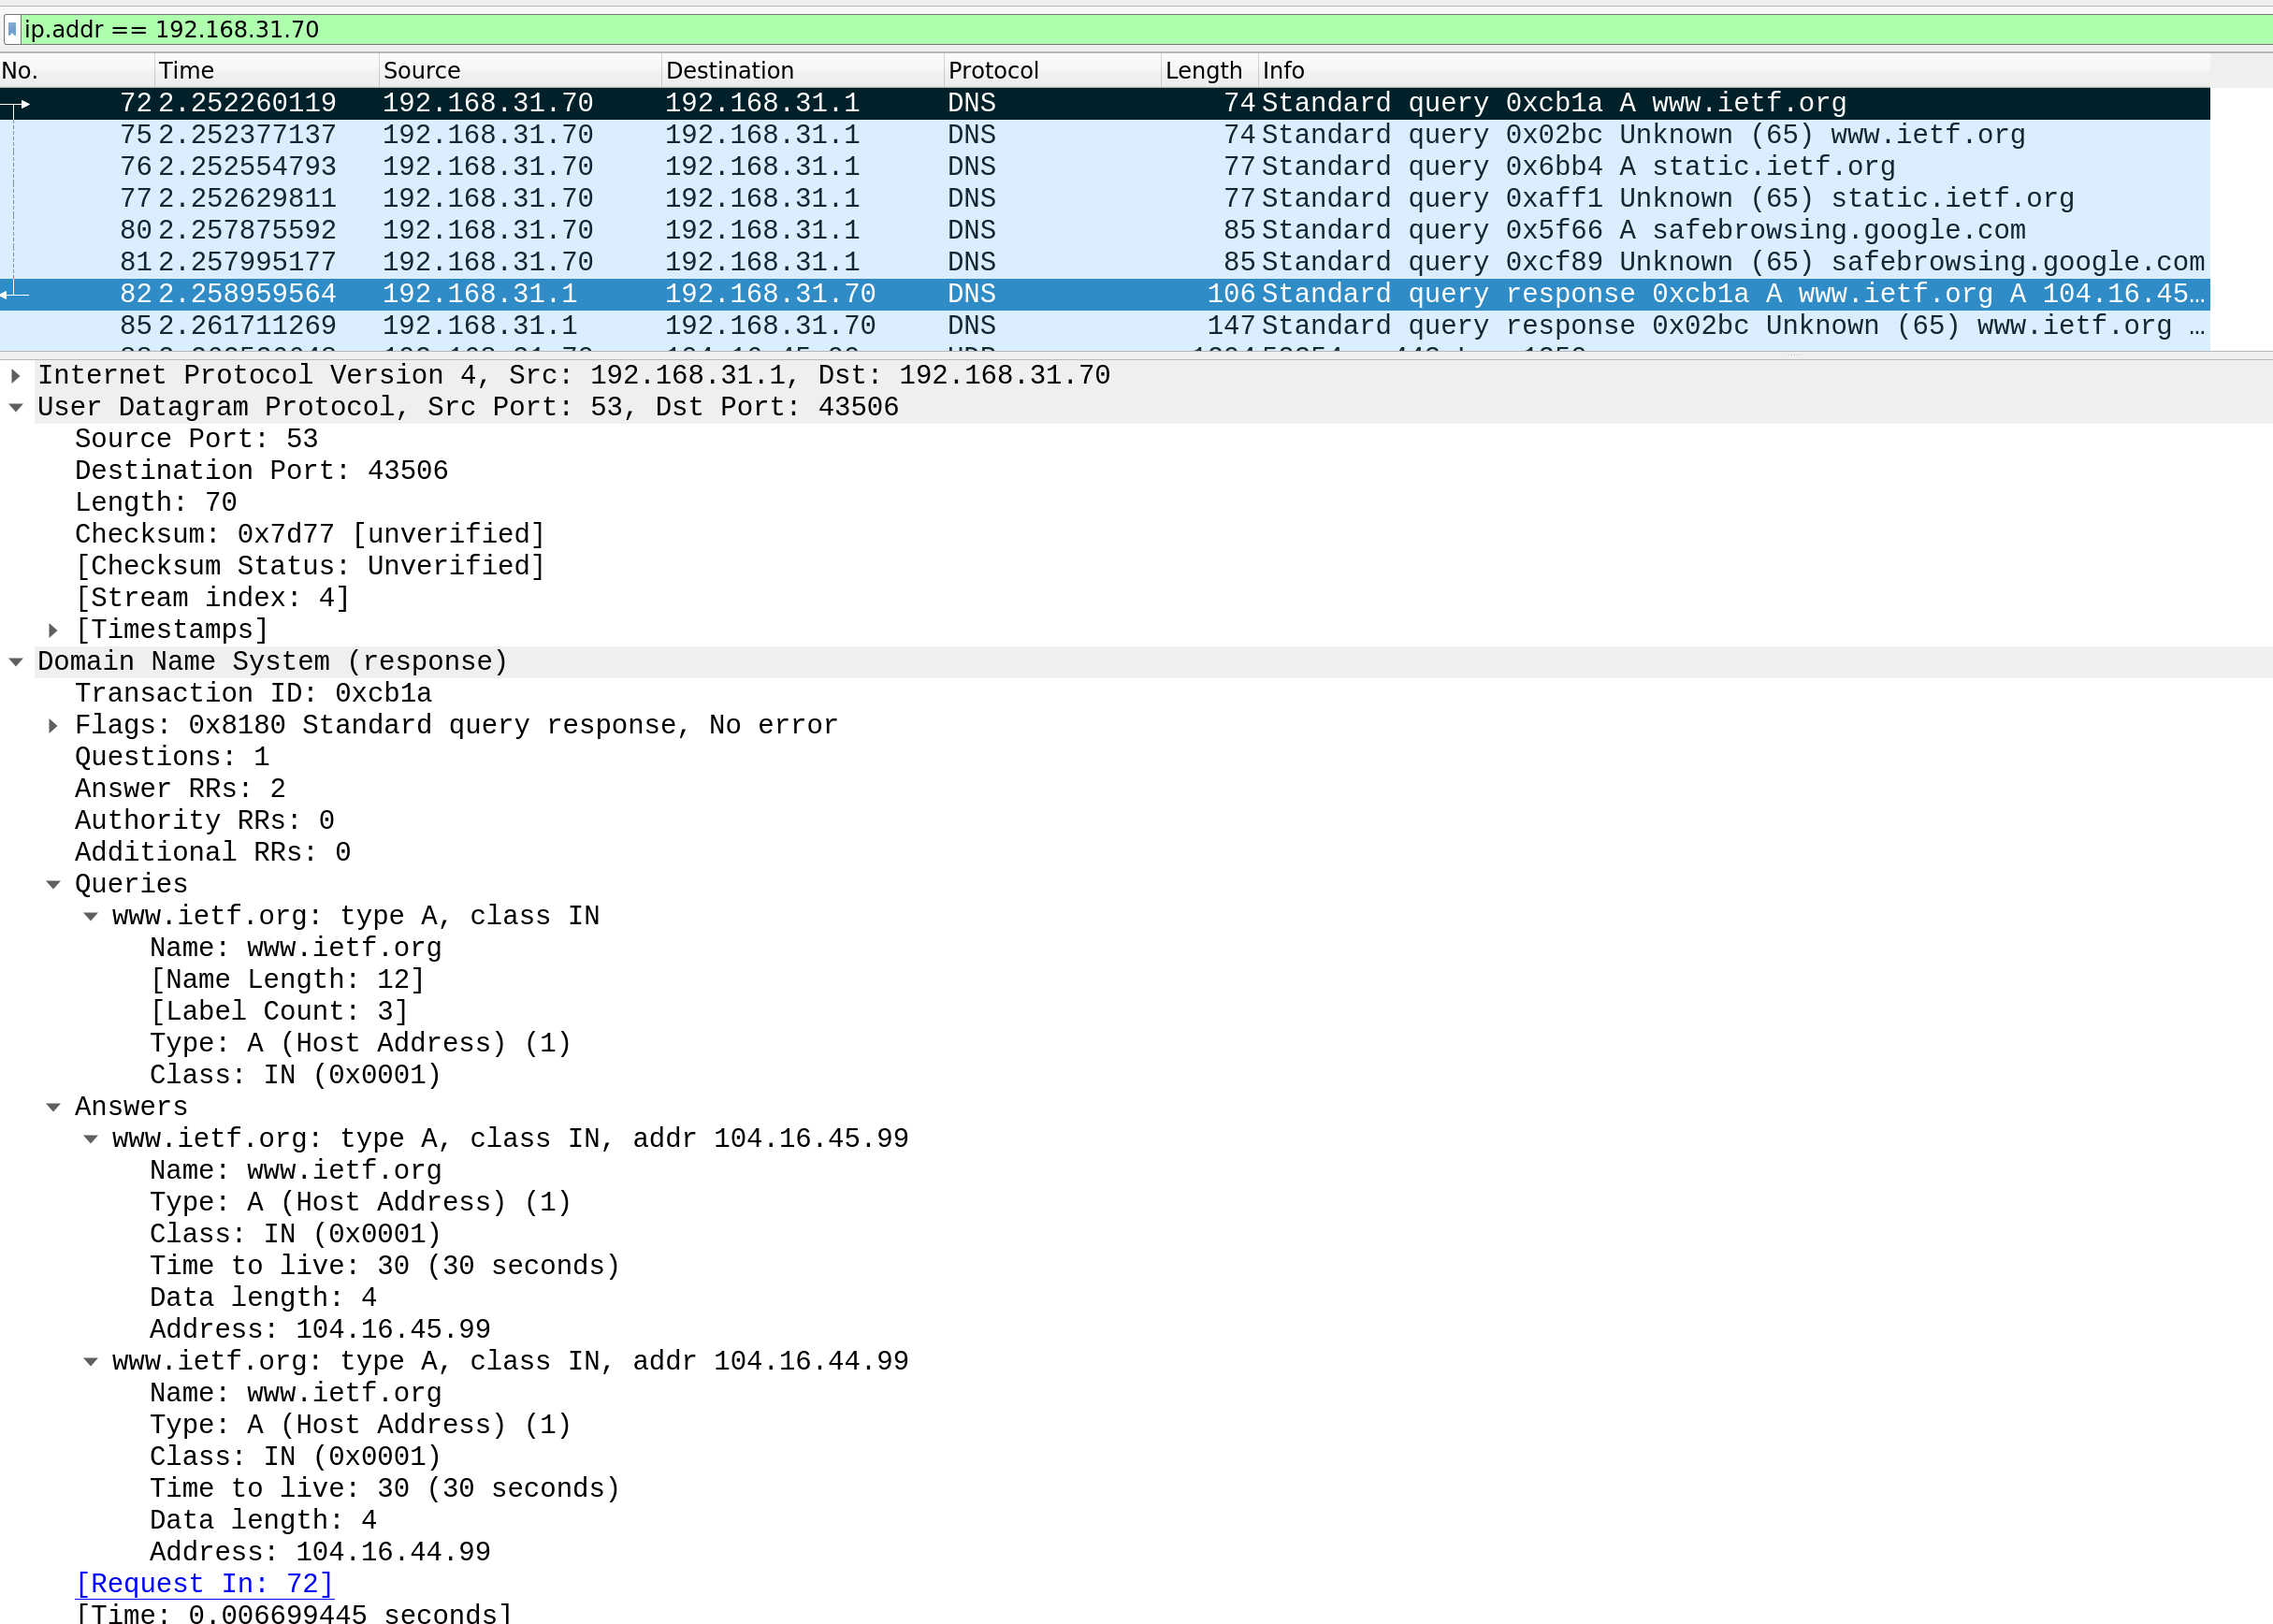 ip.addr == 192.168.31.70
No. Time Source Destination Protocol Length Info
72 2.252260119 192.168.31.70 192.168.31.1 DNS 74 Standard query 0xcb1a A www.ietf.org
75 2.252377137 192.168.31.70 192.168.31.1 DNS 74 Standard query 0x02bc Unknown (65) www.ietf.org
76 2.252554793 192.168.31.70 192.168.31.1 DNS 77 Standard query 0x6bb4 A static.ietf.org
77 2.252629811 192.168.31.70 192.168.31.1 DNS 77 Standard query 0xaff1 Unknown (65) static.ietf.org
80 2.257875592 192.168.31.70 192.168.31.1 DNS 85 Standard query 0x5f66 A safebrowsing.google.com
81 2.257995177 192.168.31.70 192.168.31.1 DNS 85 Standard query 0xcf89 Unknown (65) safebrowsing.google.com
82 2.258959564 192.168.31.1 192.168.31.70 DNS 106 Standard query response 0xcb1a A www.ietf.org A 104.16.45…
85 2.261711269 192.168.31.1 192.168.31.70 DNS 147 Standard query response 0x02bc Unknown (65) www.ietf.org …
Internet Protocol Version 4, Src: 192.168.31.1, Dst: 192.168.31.70
User Datagram Protocol, Src Port: 53, Dst Port: 43506
Source Port: 53
Destination Port: 43506
Length: 70
Checksum: 0x7d77 [unverified]
[Checksum Status: Unverified]
[Stream index: 4]
[Timestamps]
Domain Name System (response)
Transaction ID: 0xcb1a
Flags: 0x8180 Standard query response, No error
Questions: 1
Answer RRs: 2
Authority RRs: 0
Additional RRs: 0
Queries
www.ietf.org: type A, class IN
Name: www.ietf.org
[Name Length: 12]
[Label Count: 3]
Type: A (Host Address) (1)
Class: IN (0x0001)
Answers
www.ietf.org: type A, class IN, addr 104.16.45.99
Name: www.ietf.org
Type: A (Host Address) (1)
Class: IN (0x0001)
Time to live: 30 (30 seconds)
Data length: 4
Address: 104.16.45.99
www.ietf.org: type A, class IN, addr 104.16.44.99
Name: www.ietf.org
Type: A (Host Address) (1)
Class: IN (0x0001)
Time to live: 30 (30 seconds)
Data length: 4
Address: 104.16.44.99
[Request In: 72]
[Time: 0.006699445 seconds]